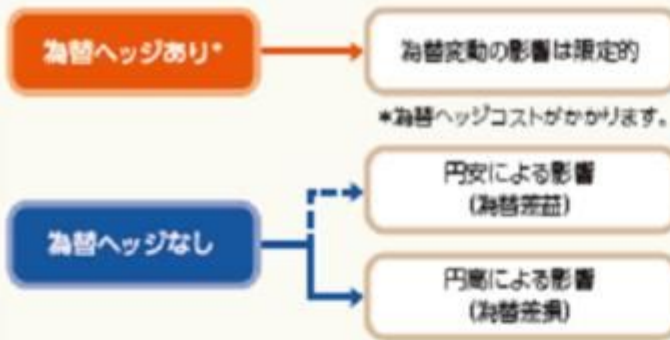 為替ヘッジあり*
為替変動の影響は限定的
*為替ヘッジコストがかかります。
為替ヘッジなし
円安による影響
(為替差益)
円高による影響
(為替差損)